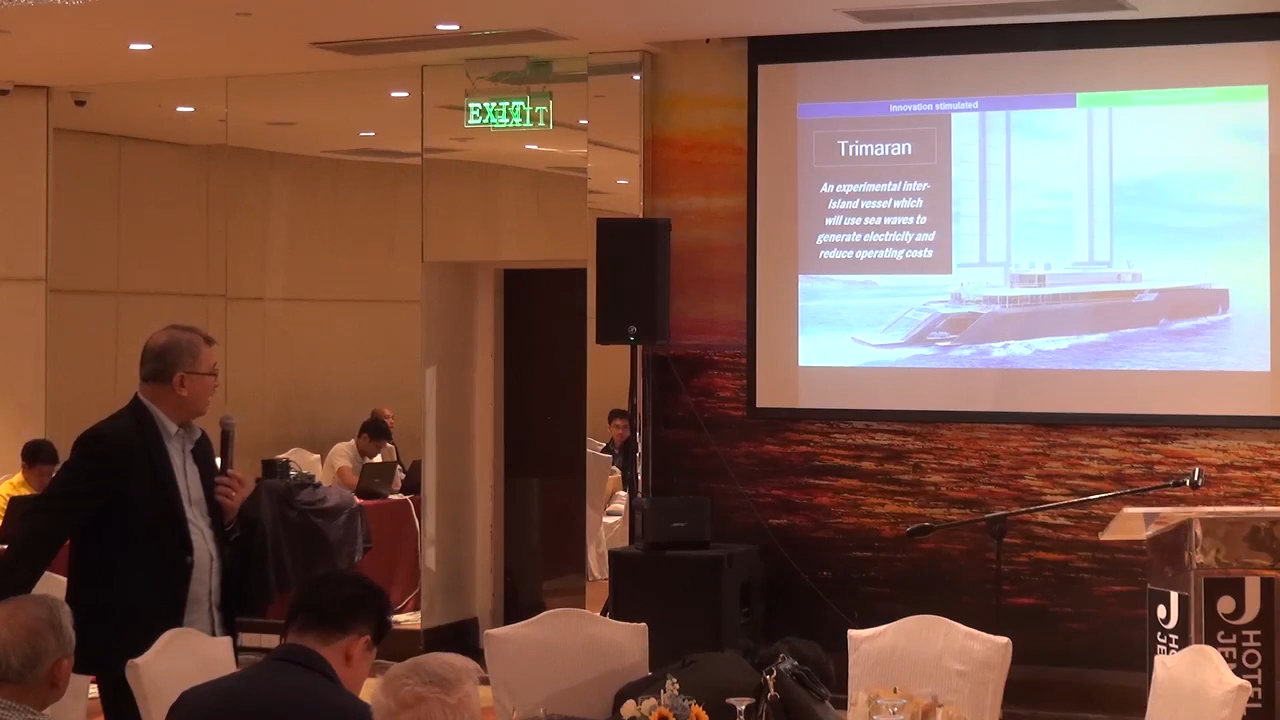 EXIT
EXIT
Innovation stimulated
Trimaran
An experimental inter-
island vessel which
will use sea waves to
generate electricity and
reduce operating costs
J
HOTEL
JEN
J